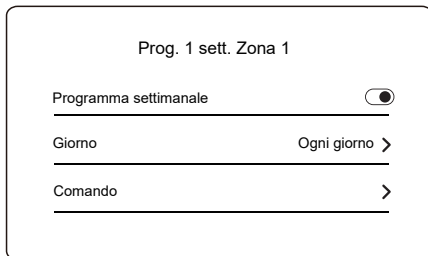 Prog. 1 sett. Zona 1
Programma settimanale
Giorno Ogni giorno
Comando